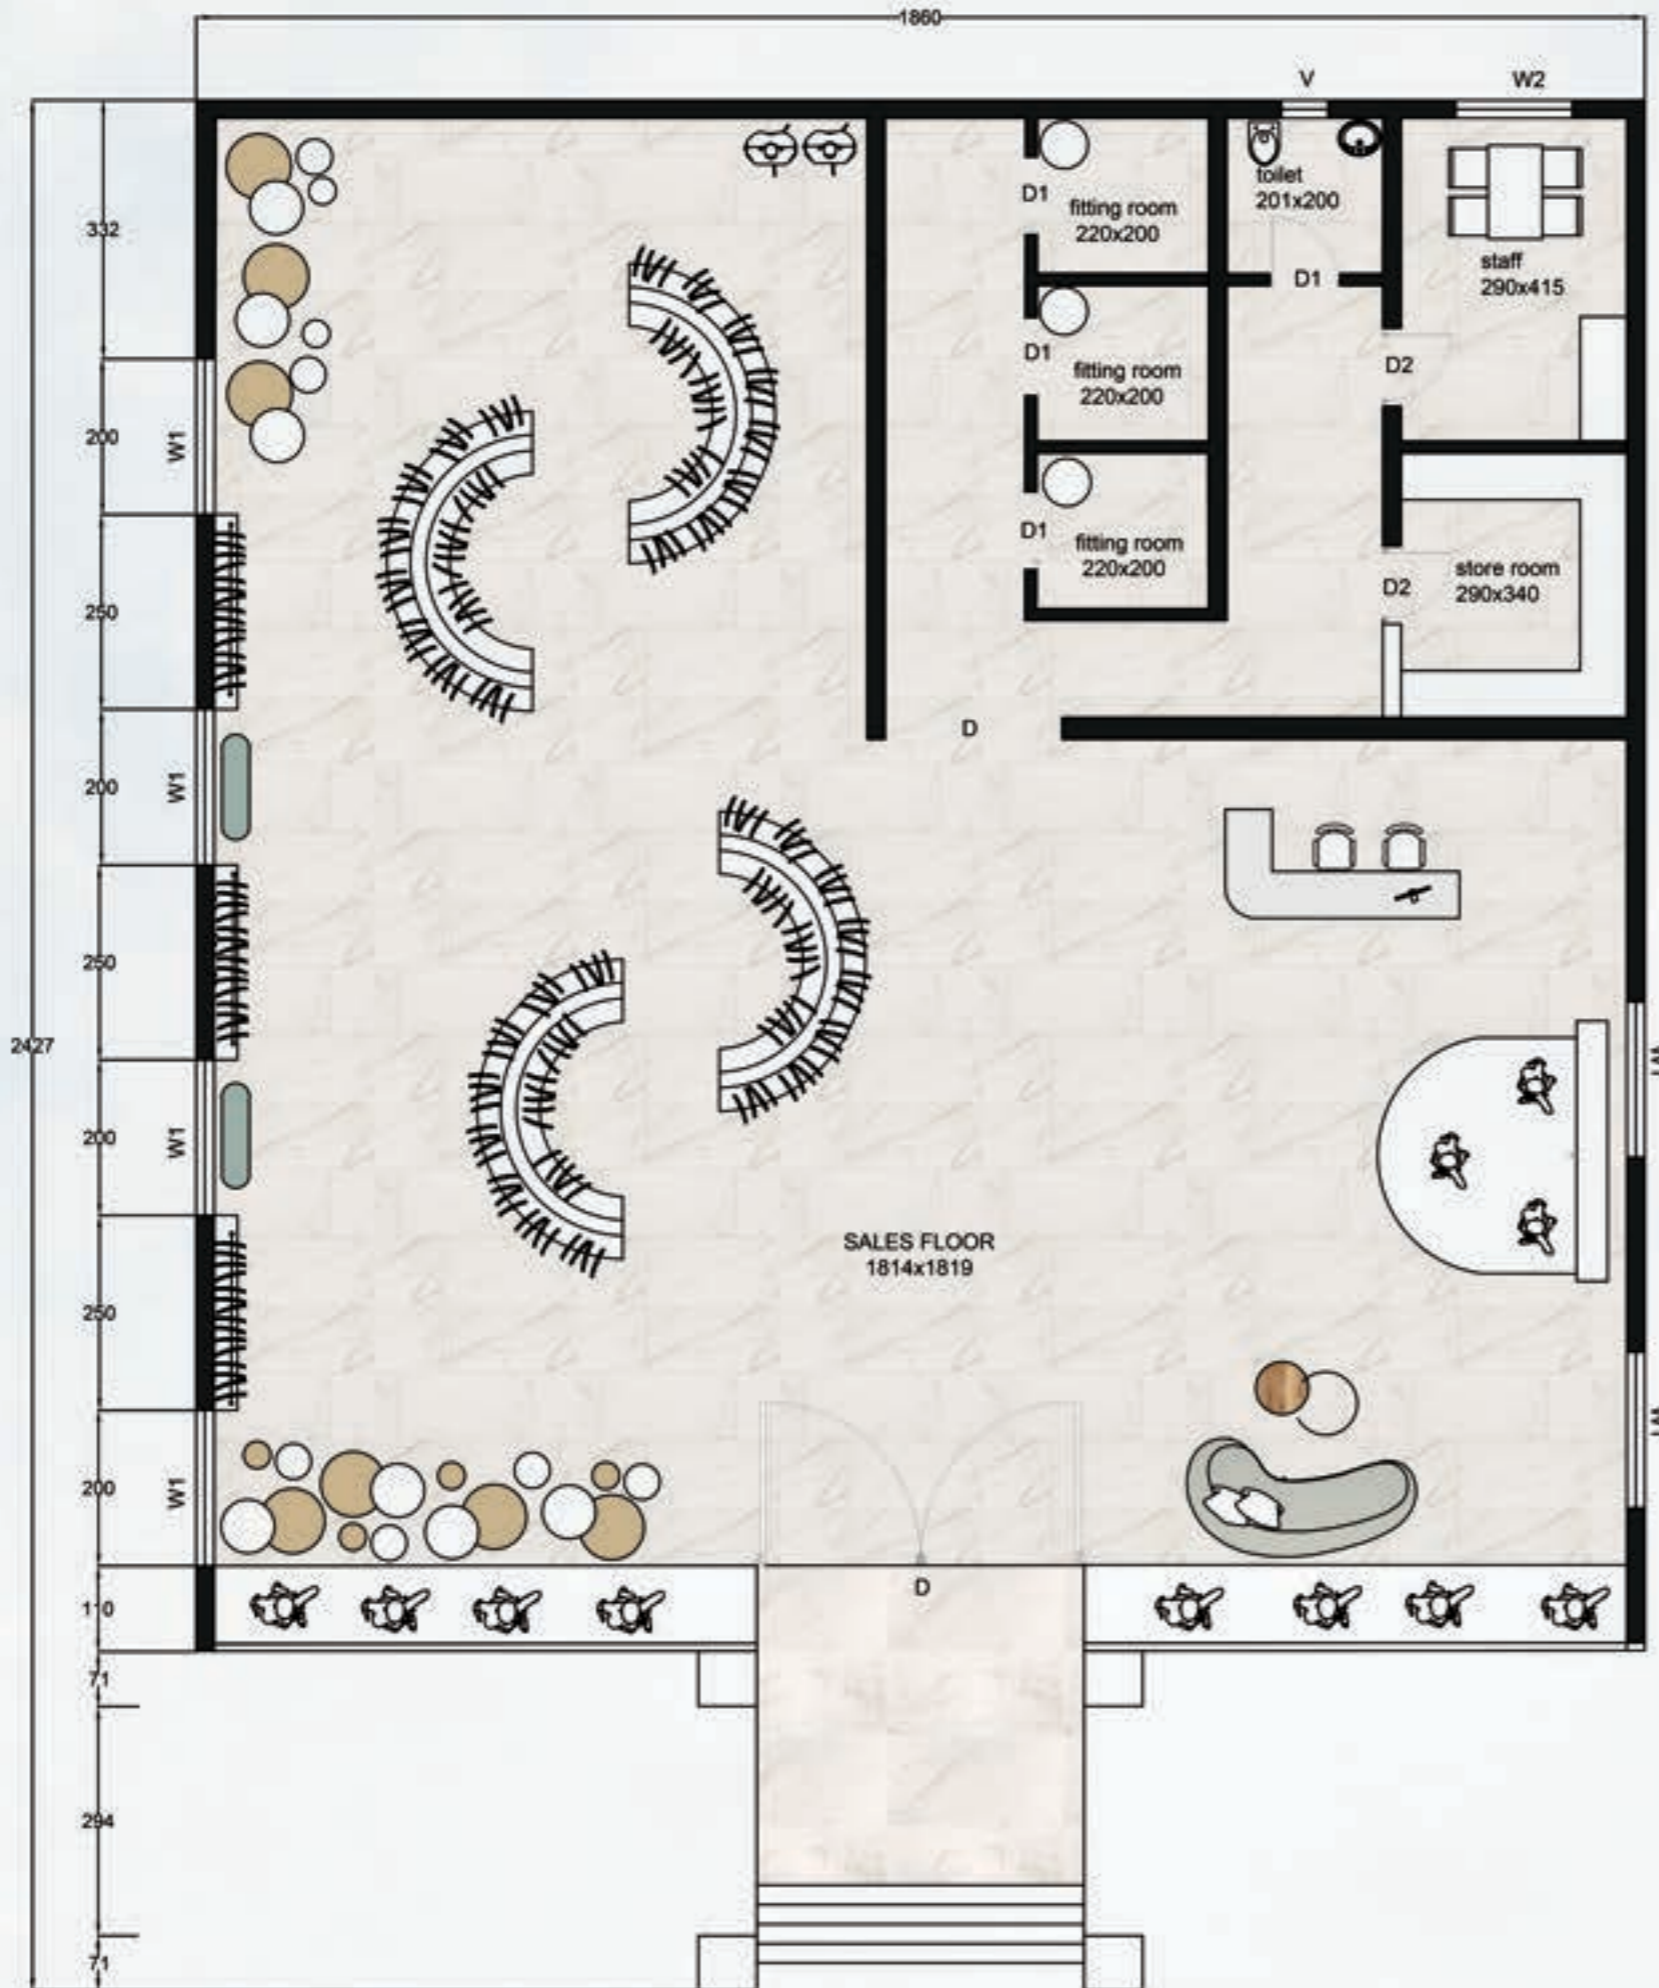 1860
V
W2
332
D1
fitting room
220x200
toilet
201x200
D1
staff
290x415
D1
fitting room
220x200
D2
200
W1
D1
fitting room
220x200
D2
store room
290x340
250
D
200
W1
250
2427
W1
200
W1
SALES FLOOR
1814x1819
250
W1
200
W1
D
110
71
294
71